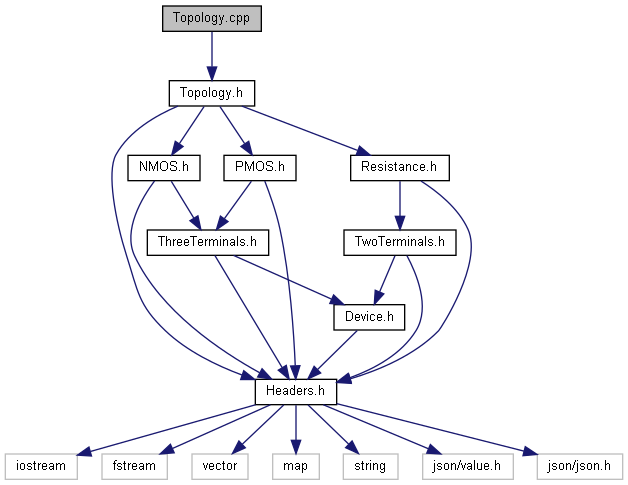 Topology.cpp
Topology.h
NMOS.h
PMOS.h
Resistance.h
ThreeTerminals.h
TwoTerminals.h
Device.h
Headers.h
iostream
fstream
vector
map
string
json/value.h
json/json.h